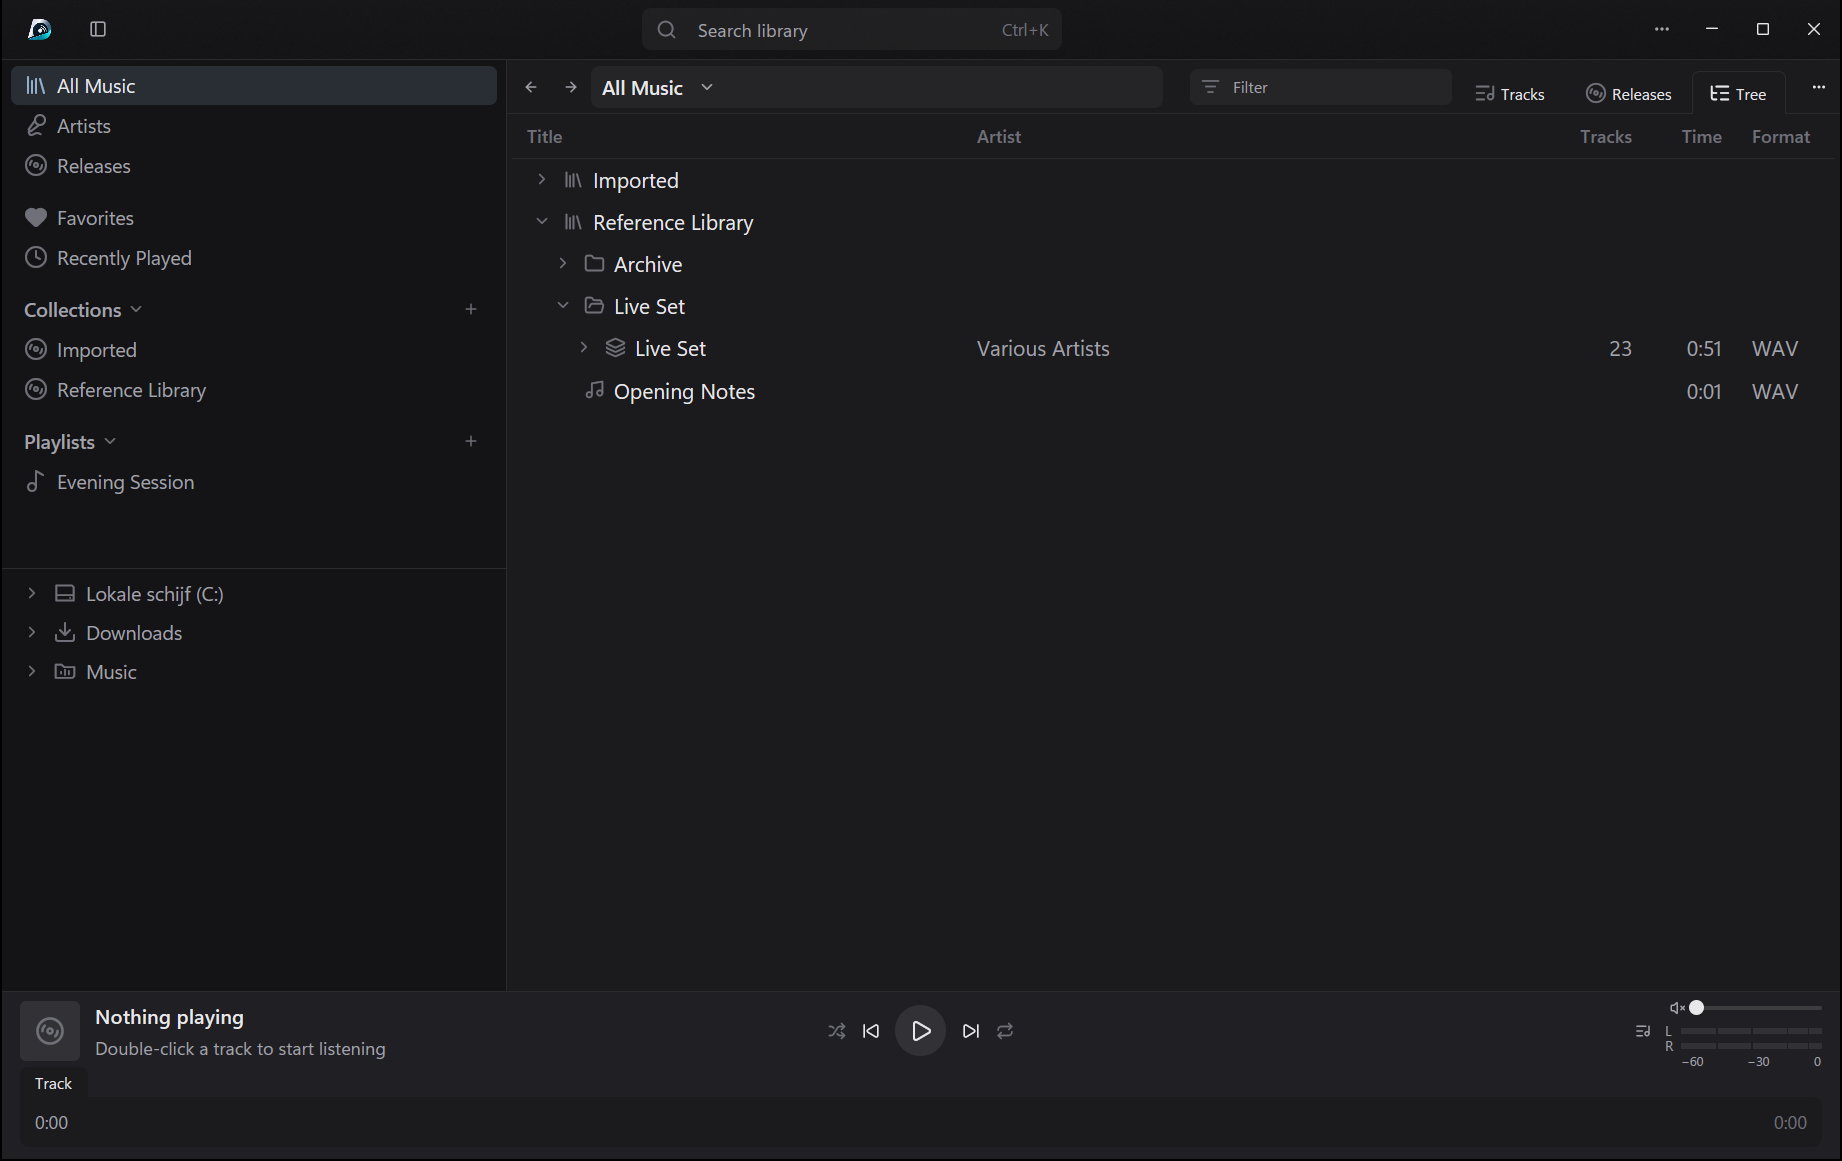 Search library Ctrl+K
All Music
Artists
Releases
Favorites
Recently Played
Collections
Imported
Reference Library
Playlists
Evening Session
Lokale schijf (C:)
Downloads
Music
All Music
Filter
Tracks Releases Tree
Title Artist Tracks Time Format
Imported
Reference Library
Archive
Live Set
Live Set Various Artists 23 0:51 WAV
Opening Notes 0:01 WAV
Nothing playing
Double-click a track to start listening
L
R
-60 -30 0
Track
0:00 0:00